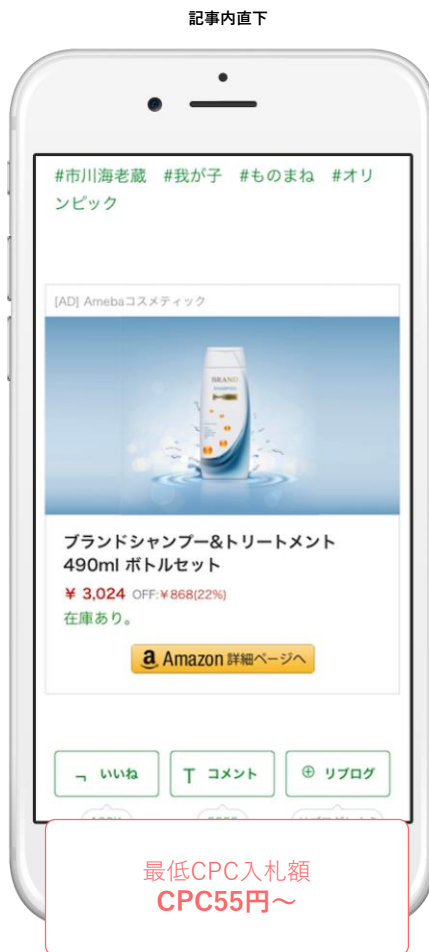 記事内直下
#市川海老蔵 #我が子 #ものまね #オリ
ンピック
[AD] Amebaコスメティック
BRAND
SHAMPOO
ブランドシャンプー&トリートメント
490ml ボトルセット
¥ 3,024 OFF:¥868(22%)
在庫あり。
a Amazon 詳細ページへ
いいね
コメント
リブログ
最低CPC入札額
CPC55円～